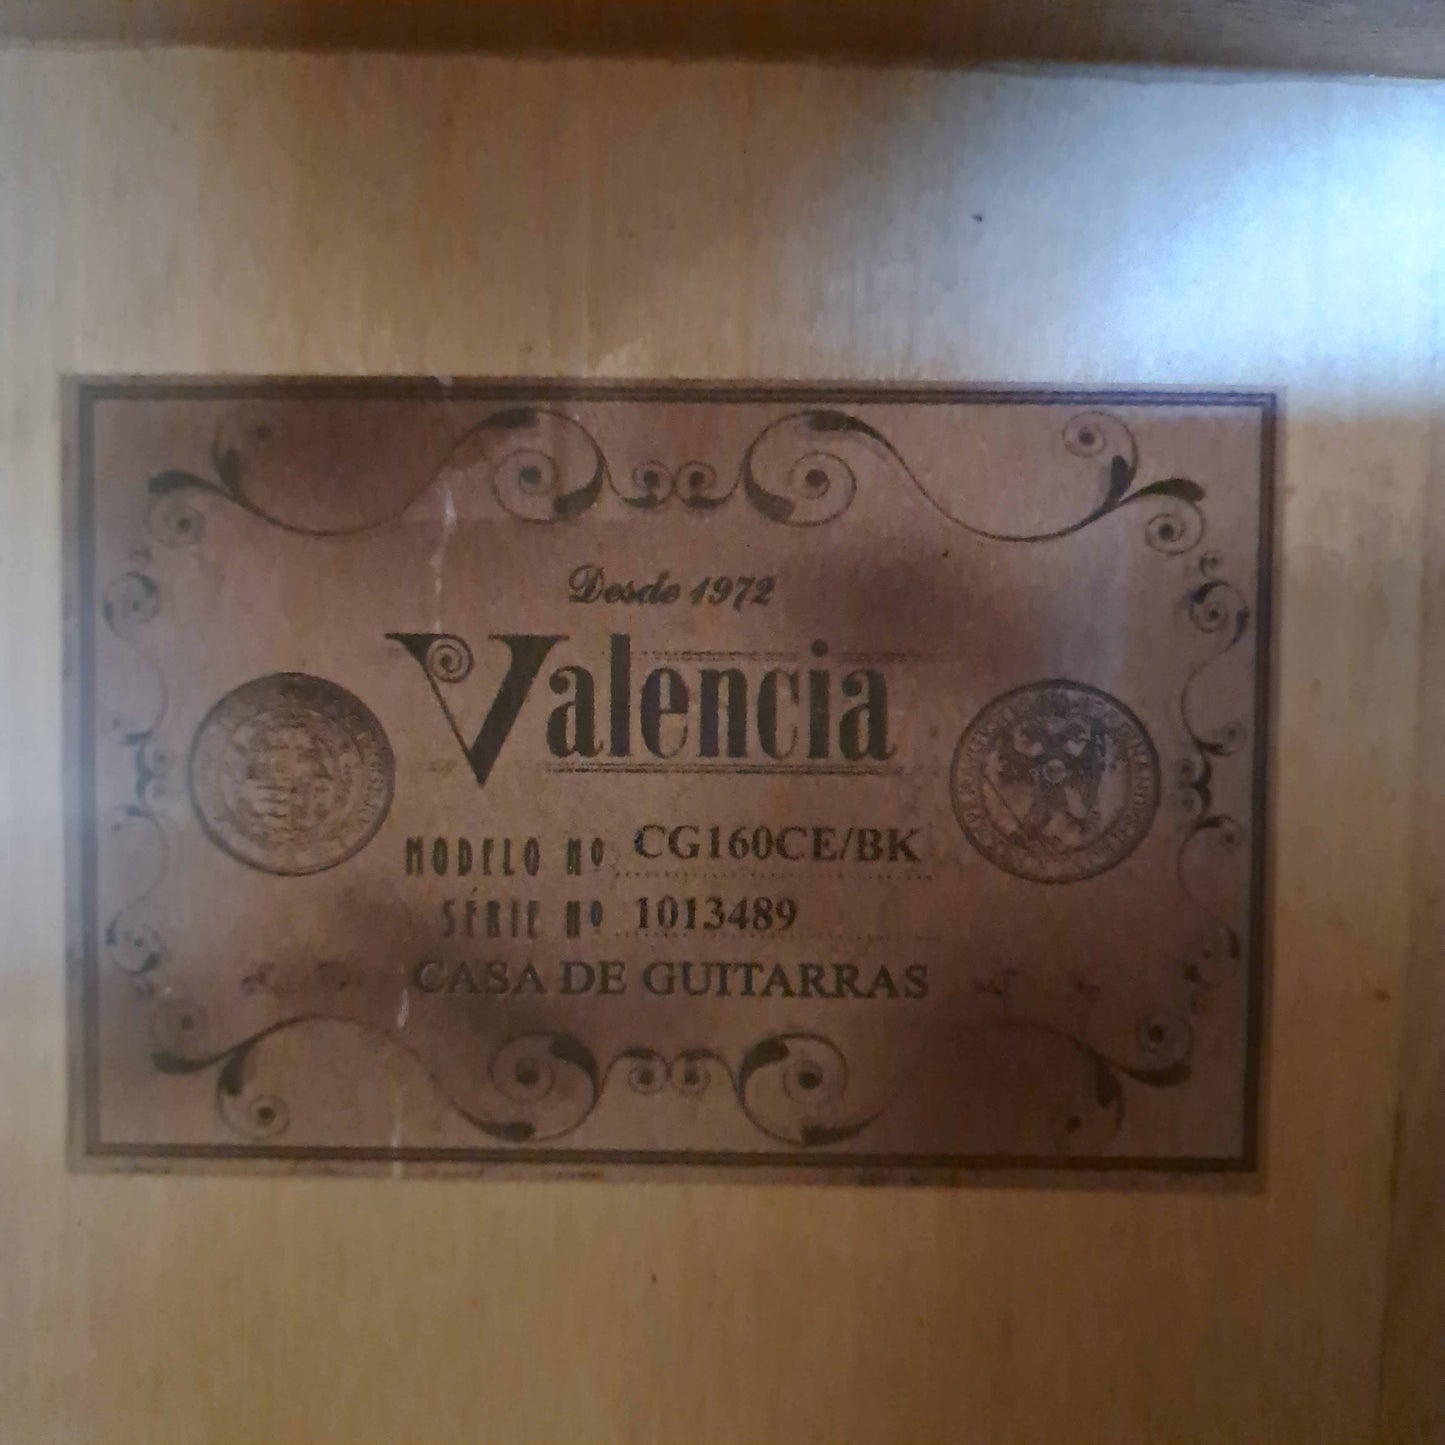 Desde 1972
Valencia
MODELO Nº CG160CE/BK
SÉRIE Nº 1013489
CASA DE GUITARRAS